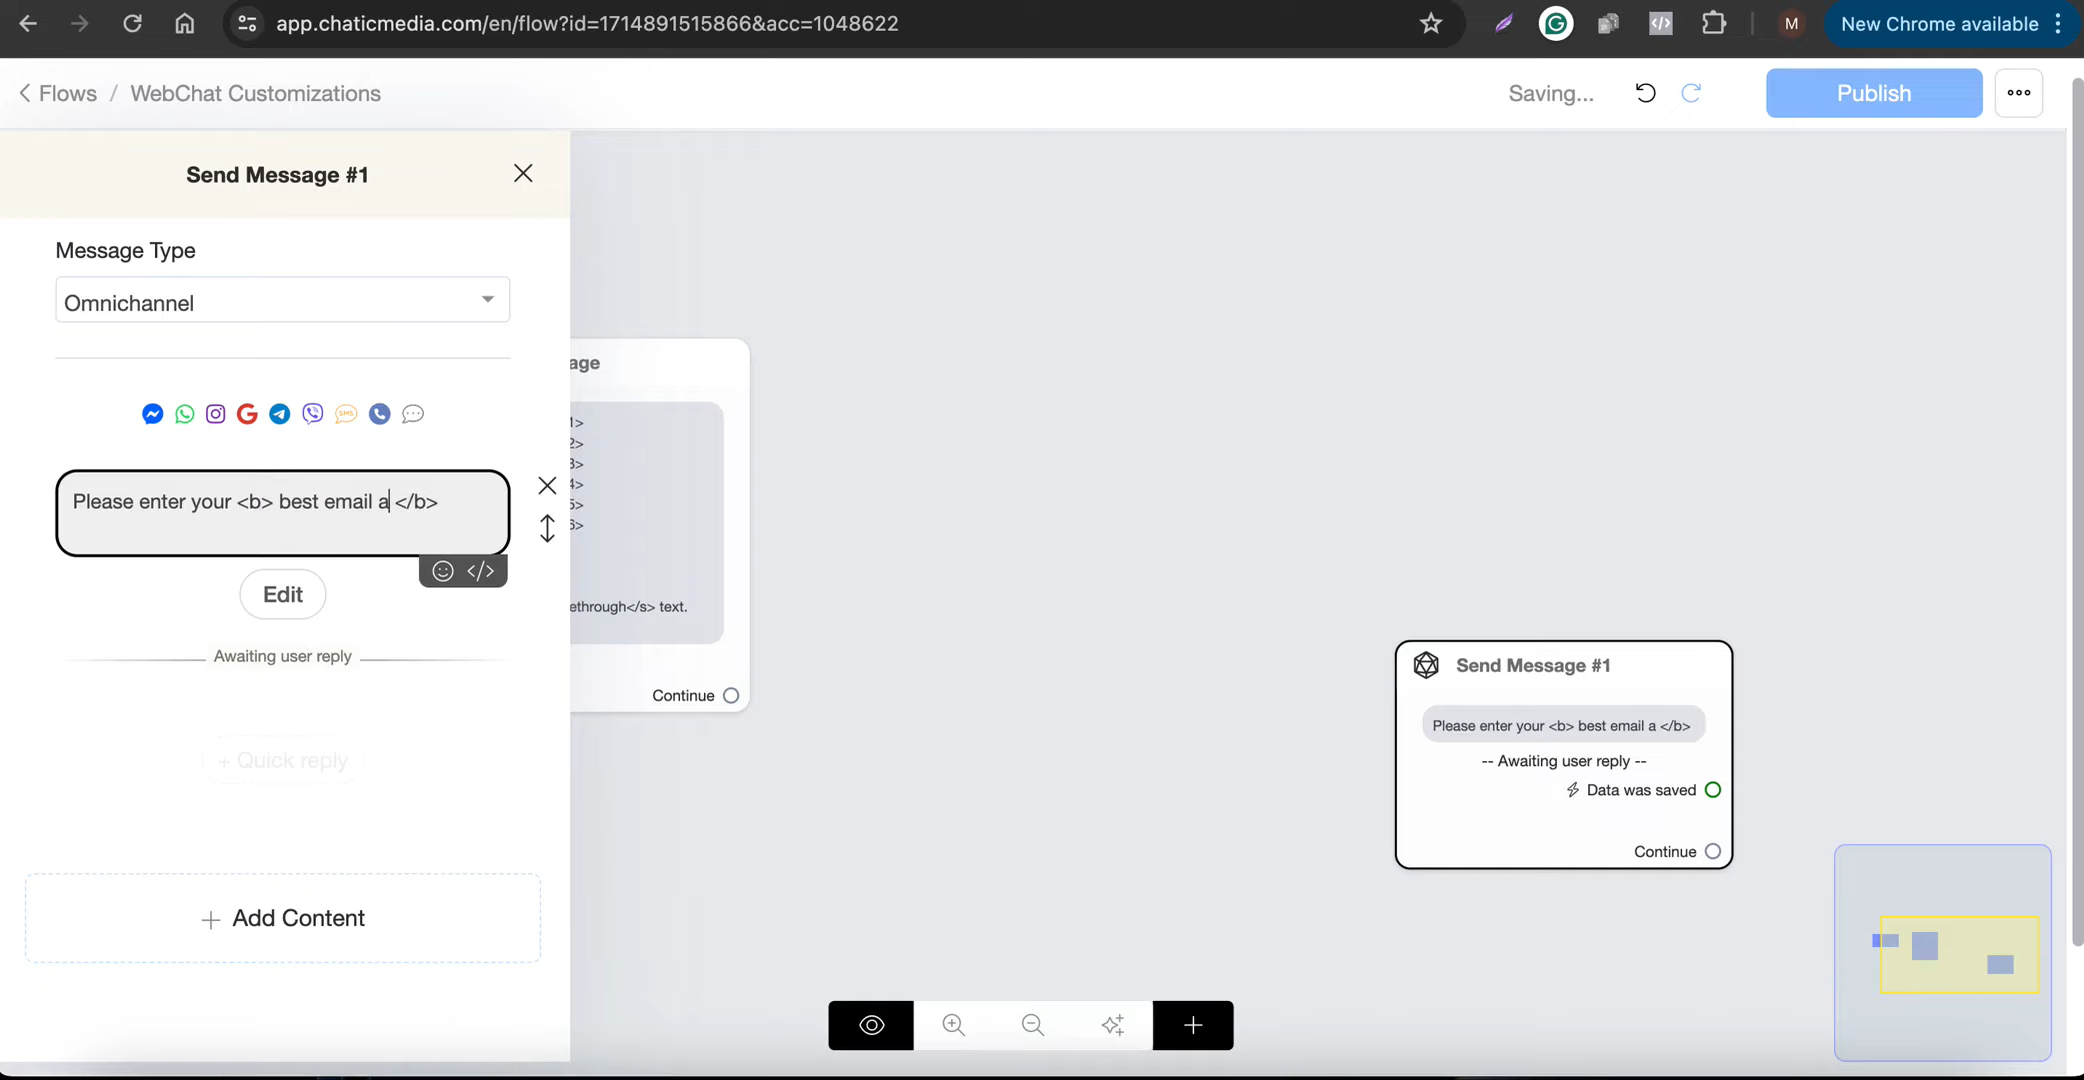 app.chaticmedia.com/en/flow?id=1714891515866&acc=1048622
M
New Chrome available
Flows / WebChat Customizations
Saving...
Publish
Send Message #1
Message Type
Omnichannel
SMS
Please enter your <b> best email a </b>
</>
Edit
Awaiting user reply
+ Quick reply
+ Add Content
age
1>
2>
3>
4>
5>
6>
ethrough</s> text.
Continue
Send Message #1
Please enter your <b> best email a </b>
-- Awaiting user reply --
Data was saved
Continue